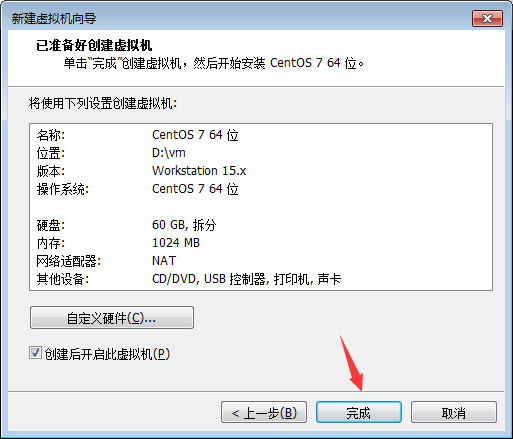 新建虚拟机向导
已准备好创建虚拟机
单击“完成”创建虚拟机，然后开始安装 CentOS 7 64 位。
将使用下列设置创建虚拟机:
名称: CentOS 7 64 位
位置: D:\vm
版本: Workstation 15.x
操作系统: CentOS 7 64 位
硬盘: 60 GB, 拆分
内存: 1024 MB
网络适配器: NAT
其他设备: CD/DVD, USB 控制器, 打印机, 声卡
自定义硬件(C)...
创建后开启此虚拟机(P)
< 上一步(B) 完成 取消